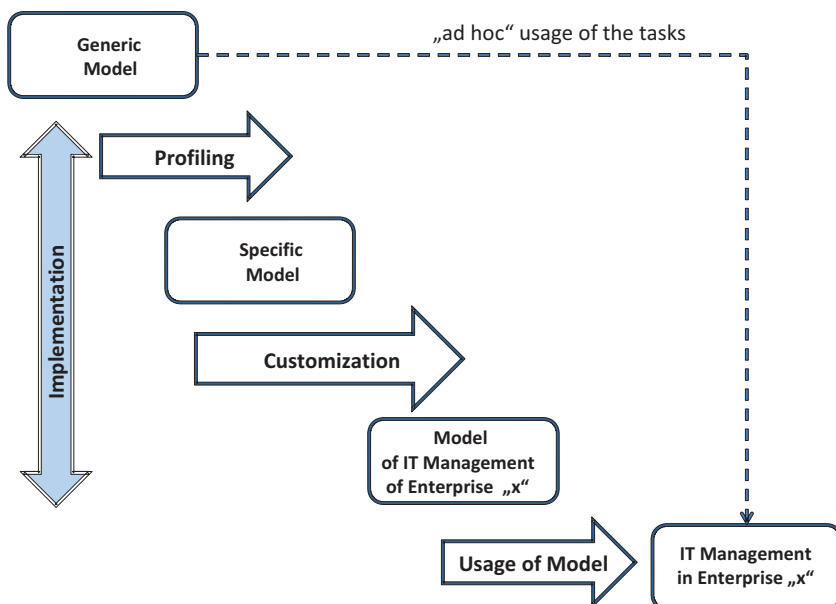 „ad hoc“ usage of the tasks
Generic
Model
Profiling
Implementation
Specific
Model
Customization
Model
of IT Management
of Enterprise „x“
Usage of Model
IT Management
in Enterprise „x“